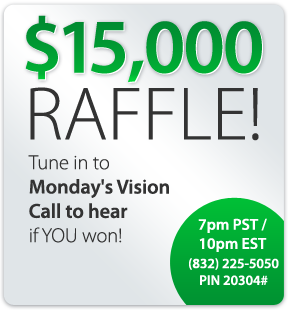 $15,000
RAFFLE!
Tune in to
Monday's Vision
Call to hear
if YOU won!
7pm PST /
10pm EST
(832) 225-5050
PIN 20304#